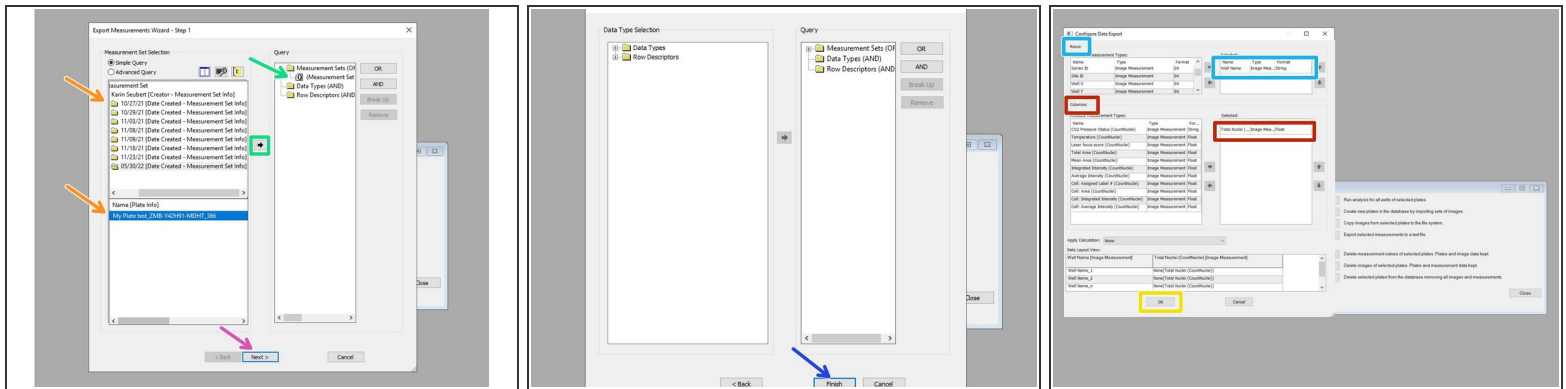 Export Measurements Wizard - Step 1
Measurement Set Selection
Simple Query
Advanced Query
asurement Set
Karin Seubert [Creator - Measurement Set Info]
10/27/21 [Date Created - Measurement Set Info]
10/29/21 [Date Created - Measurement Set Info]
11/03/21 [Date Created - Measurement Set Info]
11/08/21 [Date Created - Measurement Set Info]
11/09/21 [Date Created - Measurement Set Info]
11/18/21 [Date Created - Measurement Set Info]
11/23/21 [Date Created - Measurement Set Info]
05/30/22 [Date Created - Measurement Set Info]
Name [Plate Info]
My Plate test_ZMB-Y42H91-MDHT_366
Query
Measurement Sets (OR
(Measurement Set
Data Types (AND)
Row Descriptors (AND
OR
AND
Break Up
Remove
< Back
Next >
Cancel
Close
Data Type Selection
Data Types
Row Descriptors
Query
Measurement Sets (OR
Data Types (AND)
Row Descriptors (AND
OR
AND
Break Up
Remove
< Back
Finish
Cancel
Close
Configure Data Export
Rows:
Measurement Types:
Name Type Format
Series ID Image Measurement Int
Site ID Image Measurement Int
Well X Image Measurement Int
Well Y Image Measurement Int
Selected:
Name Type Format
Well Name Image Mea... String
Columns:
Measurement Types:
Name Type For...
CO2 Pressure Status (CountNuclei) Image Measurement String
Temperature (CountNuclei) Image Measurement Float
Laser focus score (CountNuclei) Image Measurement Float
Total Area (CountNuclei) Image Measurement Float
Mean Area (CountNuclei) Image Measurement Float
Integrated Intensity (CountNuclei) Image Measurement Float
Average Intensity (CountNuclei) Image Measurement Float
Cell: Assigned Label # (CountNuclei) Image Measurement Float
Cell: Area (CountNuclei) Image Measurement Float
Cell: Integrated Intensity (CountNuclei) Image Measurement Float
Cell: Average Intensity (CountNuclei) Image Measurement Float
Selected:
Total Nuclei (... Image Mea... Float
Apply Calculation: None
Data Layout View:
Well Name [Image Measurement] Total Nuclei (CountNuclei) [Image Measurement]
Well Name_1 None(Total Nuclei (CountNuclei))
Well Name_2 None(Total Nuclei (CountNuclei))
Well Name_n None(Total Nuclei (CountNuclei))
OK
Cancel
Run analysis for all wells of selected plates.
Create new plates in the database by importing sets of images.
Copy images from selected plates to the file system.
Export selected measurements to a text file.
Delete measurement values of selected plates. Plates and image data kept.
Delete images of selected plates. Plates and measurement data kept.
Delete selected plates from the database removing all images and measurements.
Close